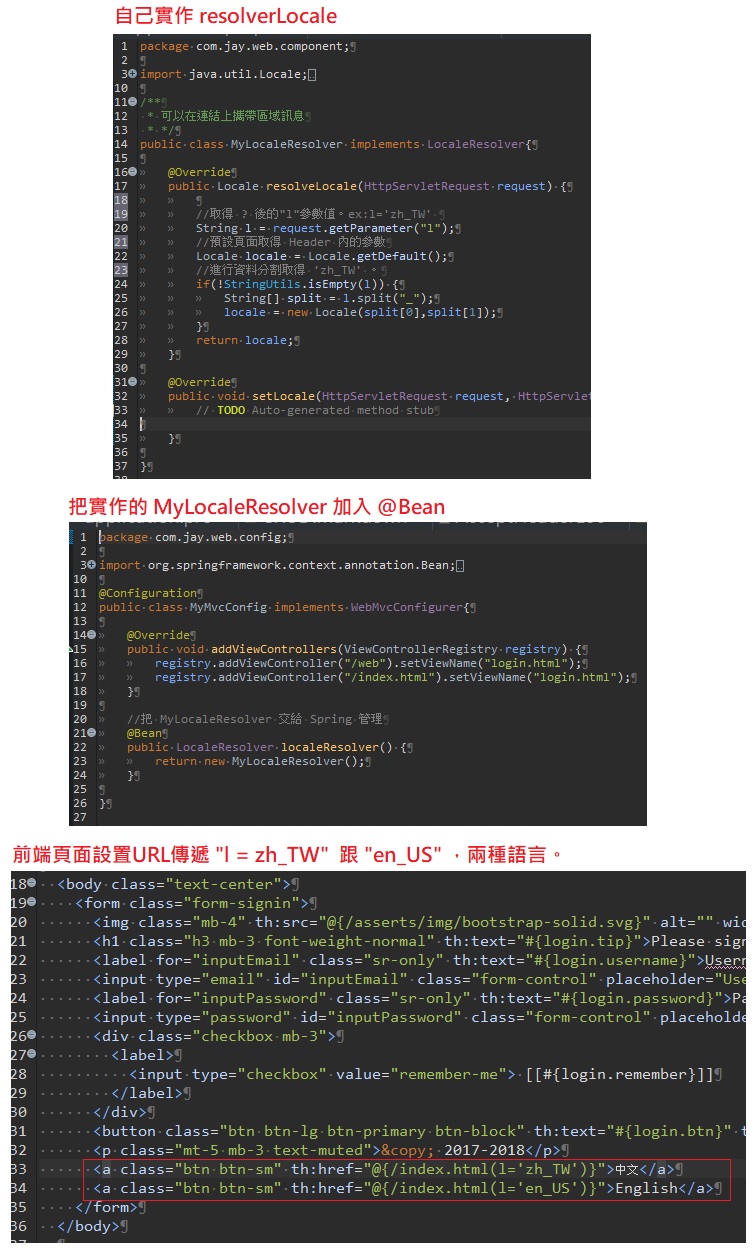 自己實作 resolverLocale
1 package com.jay.web.component;
2
3 import java.util.Locale;
10
11 /**
12 * 可以在連結上攜帶區域訊息
13 * */
14 public class MyLocaleResolver implements LocaleResolver{
15
16 @Override
17 public Locale resolveLocale(HttpServletRequest request) {
18
19 //取得 ? 後的"l"參數值。ex:l='zh_TW'
20 String l = request.getParameter("l");
21 //預設頁面取得 Header 內的參數
22 Locale locale = Locale.getDefault();
23 //進行資料分割取得 'zh_TW' 。
24 if(!StringUtils.isEmpty(l)) {
25 String[] split = l.split("_");
26 locale = new Locale(split[0],split[1]);
27 }
28 return locale;
29 }
30
31 @Override
32 public void setLocale(HttpServletRequest request, HttpServlet
33 // TODO Auto-generated method stub
34
35 }
36
37 }
把實作的 MyLocaleResolver 加入 @Bean
1 package com.jay.web.config;
2
3 import org.springframework.context.annotation.Bean;
10
11 @Configuration
12 public class MyMvcConfig implements WebMvcConfigurer{
13
14 @Override
15 public void addViewControllers(ViewControllerRegistry registry) {
16 registry.addViewController("/web").setViewName("login.html");
17 registry.addViewController("/index.html").setViewName("login.html");
18 }
19
20 //把 MyLocaleResolver 交給 Spring 管理
21 @Bean
22 public LocaleResolver localeResolver() {
23 return new MyLocaleResolver();
24 }
25
26 }
27
前端頁面設置URL傳遞 "l = zh_TW" 跟 "en_US" ，兩種語言。
18 <body class="text-center">
19 <form class="form-signin">
20 <img class="mb-4" th:src="@{/asserts/img/bootstrap-solid.svg}" alt="" wid
21 <h1 class="h3 mb-3 font-weight-normal" th:text="#{login.tip}">Please sign
22 <label for="inputEmail" class="sr-only" th:text="#{login.username}">Usern
23 <input type="email" id="inputEmail" class="form-control" placeholder="Use
24 <label for="inputPassword" class="sr-only" th:text="#{login.password}">Pa
25 <input type="password" id="inputPassword" class="form-control" placeholde
26 <div class="checkbox mb-3">
27 <label>
28 <input type="checkbox" value="remember-me"> [[#{login.remember}]]
29 </label>
30 </div>
31 <button class="btn btn-lg btn-primary btn-block" th:text="#{login.btn}" t
32 <p class="mt-5 mb-3 text-muted">&copy; 2017-2018</p>
33 <a class="btn btn-sm" th:href="@{/index.html(l='zh_TW')}">中文</a>
34 <a class="btn btn-sm" th:href="@{/index.html(l='en_US')}">English</a>
35 </form>
36 </body>